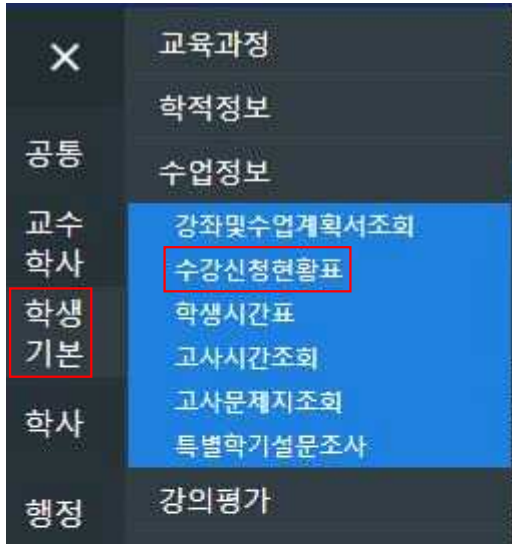 ×
공통
교수
학사
학생
기본
학사
행정
교육과정
학적정보
수업정보
강좌및수업계획서조회
수강신청현황표
학생시간표
고사시간조회
고사문제지조회
특별학기설문조사
강의평가